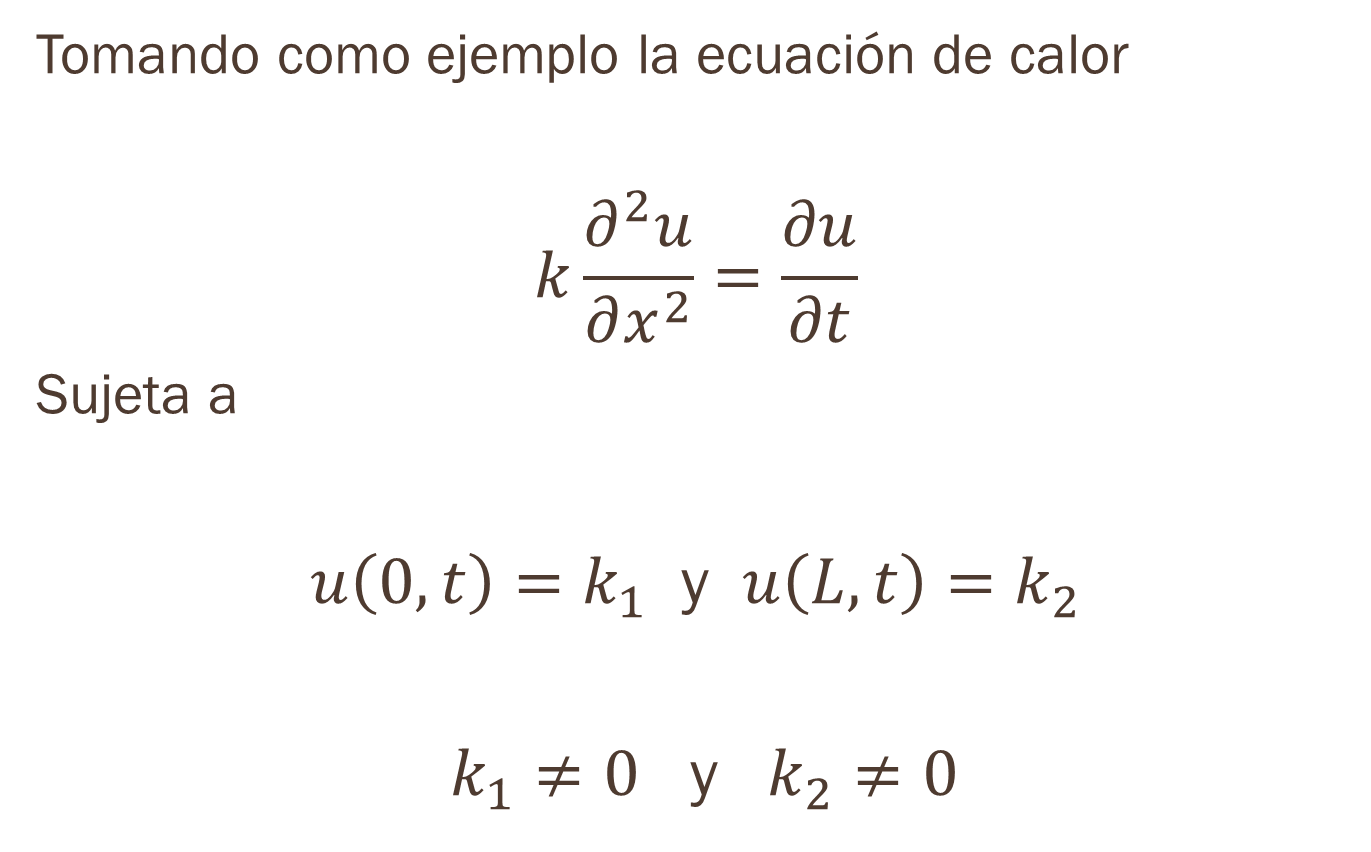 Tomando como ejemplo la ecuación de calor
k ∂²u/∂x² = ∂u/∂t
Sujeta a
u(0, t) = k₁ y u(L, t) = k₂
k₁ ≠ 0 y k₂ ≠ 0